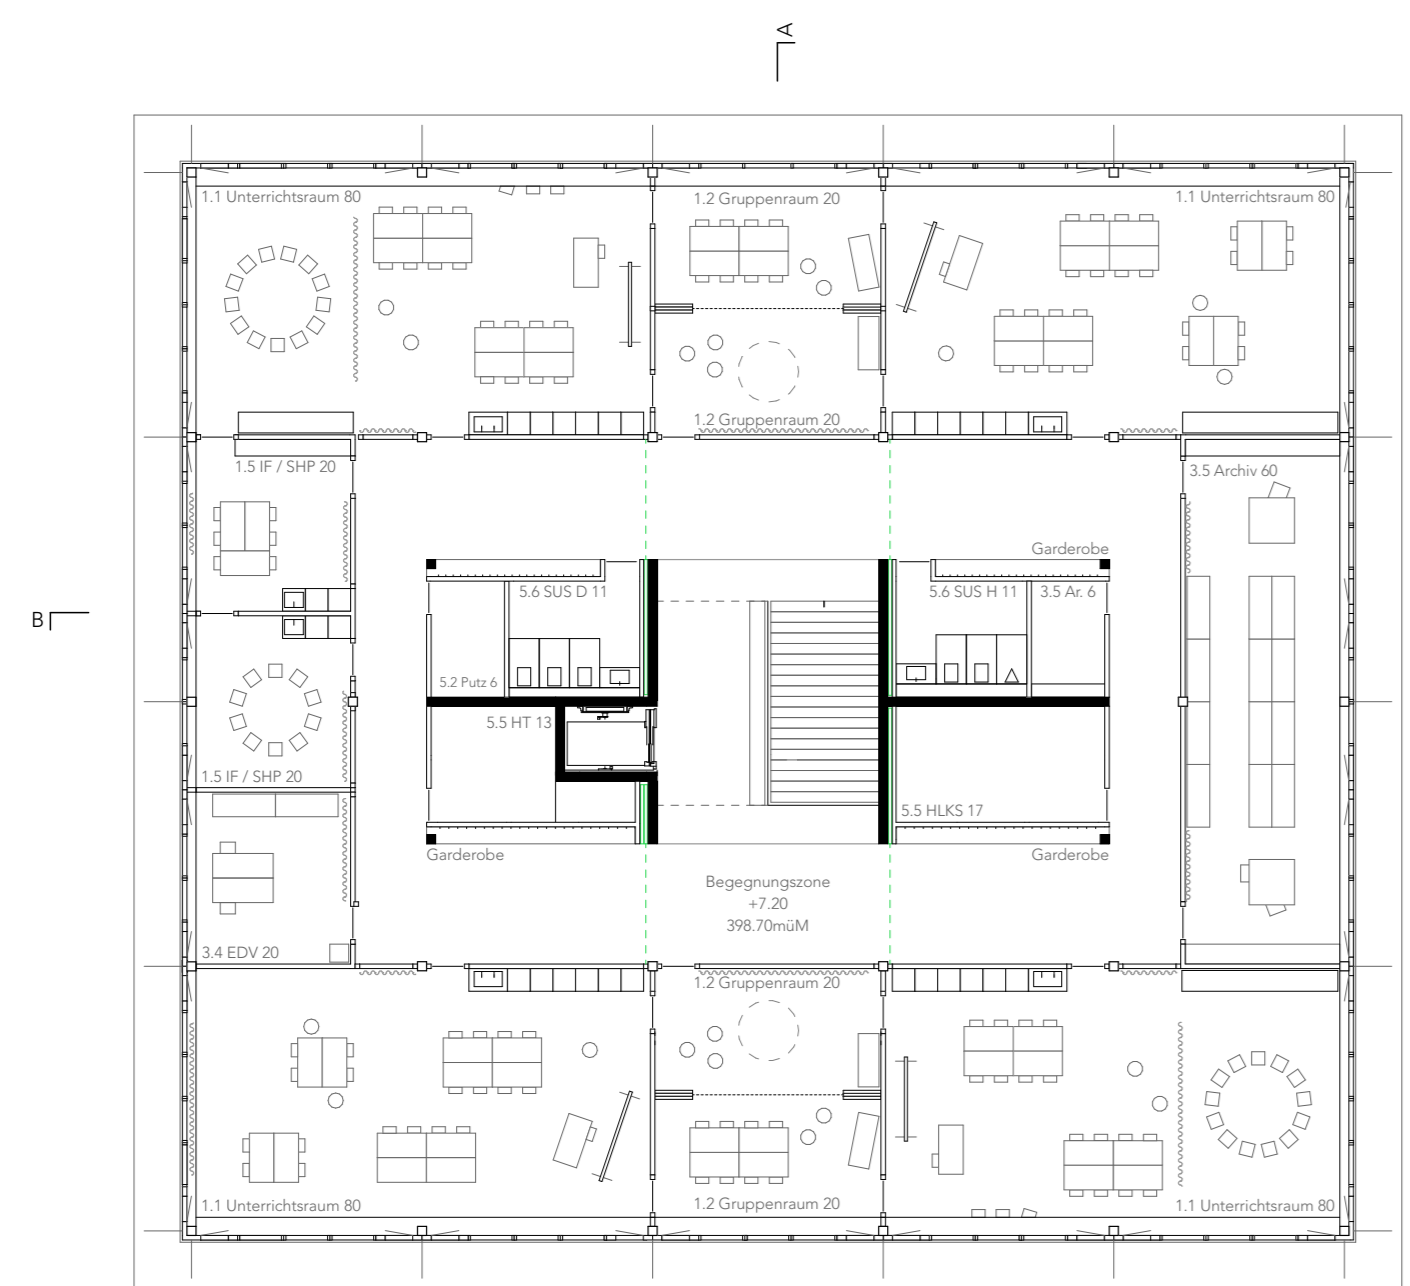 A
1.1 Unterrichtsraum 80
1.2 Gruppenraum 20
1.1 Unterrichtsraum 80
1.2 Gruppenraum 20
1.5 IF / SHP 20
3.5 Archiv 60
Garderobe
5.6 SUS D 11
5.6 SUS H 11
3.5 Ar. 6
B
5.2 Putz 6
5.5 HT 13
1.5 IF / SHP 20
5.5 HLKS 17
Garderobe
Garderobe
Begegnungszone
+7.20
398.70müM
3.4 EDV 20
1.2 Gruppenraum 20
1.1 Unterrichtsraum 80
1.2 Gruppenraum 20
1.1 Unterrichtsraum 80